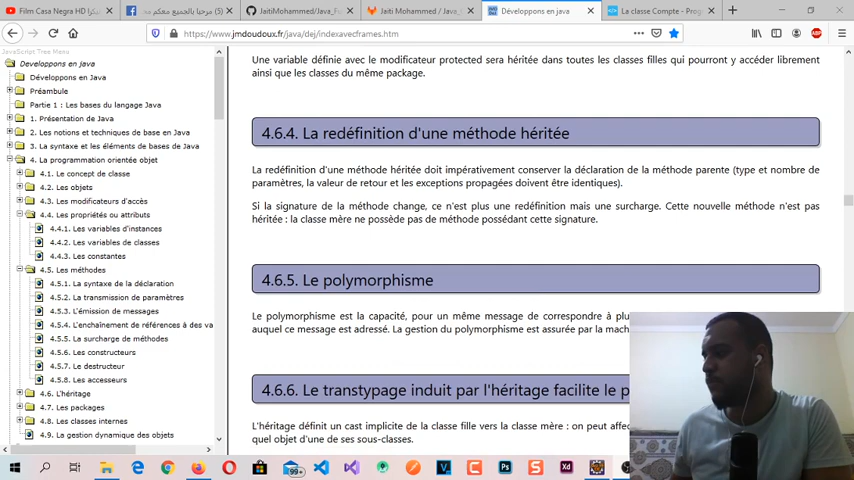 Film Casa Negra HD
(5) مرحبا بالجميع معكم
JaitiMohammed/Java_F
Jaiti Mohammed / Java_
Développons en java
La classe Compte - Prog
https://www.jmdoudoux.fr/java/dej/indexavecframes.htm
JavaScript Tree Menu
Developpons en Java
Développons en Java
Préambule
Partie 1 : Les bases du langage Java
1. Présentation de Java
2. Les notions et techniques de base en Java
3. La syntaxe et les éléments de bases de Java
4. La programmation orientée objet
4.1. Le concept de classe
4.2. Les objets
4.3. Les modificateurs d'accès
4.4. Les propriétés ou attributs
4.4.1. Les variables d'instances
4.4.2. Les variables de classes
4.4.3. Les constantes
4.5. Les méthodes
4.5.1. La syntaxe de la déclaration
4.5.2. La transmission de paramètres
4.5.3. L'émission de messages
4.5.4. L'enchaînement de références à des va
4.5.5. La surcharge de méthodes
4.5.6. Les constructeurs
4.5.7. Le destructeur
4.5.8. Les accesseurs
4.6. L'héritage
4.7. Les packages
4.8. Les classes internes
4.9. La gestion dynamique des objets
Une variable définie avec le modificateur protected sera héritée dans toutes les classes filles qui pourront y accéder librement
ainsi que les classes du même package.
4.6.4. La redéfinition d'une méthode héritée
La redéfinition d'une méthode héritée doit impérativement conserver la déclaration de la méthode parente (type et nombre de
paramètres, la valeur de retour et les exceptions propagées doivent être identiques).
Si la signature de la méthode change, ce n'est plus une redéfinition mais une surcharge. Cette nouvelle méthode n'est pas
héritée : la classe mère ne possède pas de méthode possédant cette signature.
4.6.5. Le polymorphisme
Le polymorphisme est la capacité, pour un même message de correspondre à plu
auquel ce message est adressé. La gestion du polymorphisme est assurée par la mach
4.6.6. Le transtypage induit par l'héritage facilite le p
L'héritage définit un cast implicite de la classe fille vers la classe mère : on peut affec
quel objet d'une de ses sous-classes.
99+